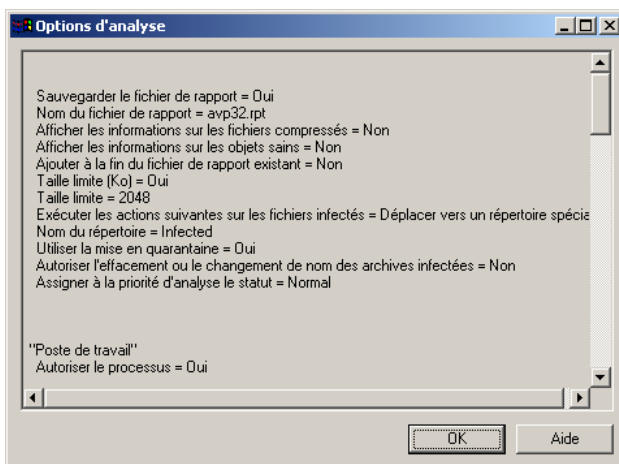 Options d'analyse
Sauvegarder le fichier de rapport = Oui
Nom du fichier de rapport = avp32.rpt
Afficher les informations sur les fichiers compressés = Non
Afficher les informations sur les objets sains = Non
Ajouter à la fin du fichier de rapport existant = Non
Taille limite (Ko) = Oui
Taille limite = 2048
Exécuter les actions suivantes sur les fichiers infectés = Déplacer vers un répertoire spécia
Nom du répertoire = Infected
Utiliser la mise en quarantaine = Oui
Autoriser l'effacement ou le changement de nom des archives infectées = Non
Assigner à la priorité d'analyse le statut = Normal
"Poste de travail"
Autoriser le processus = Oui
OK
Aide